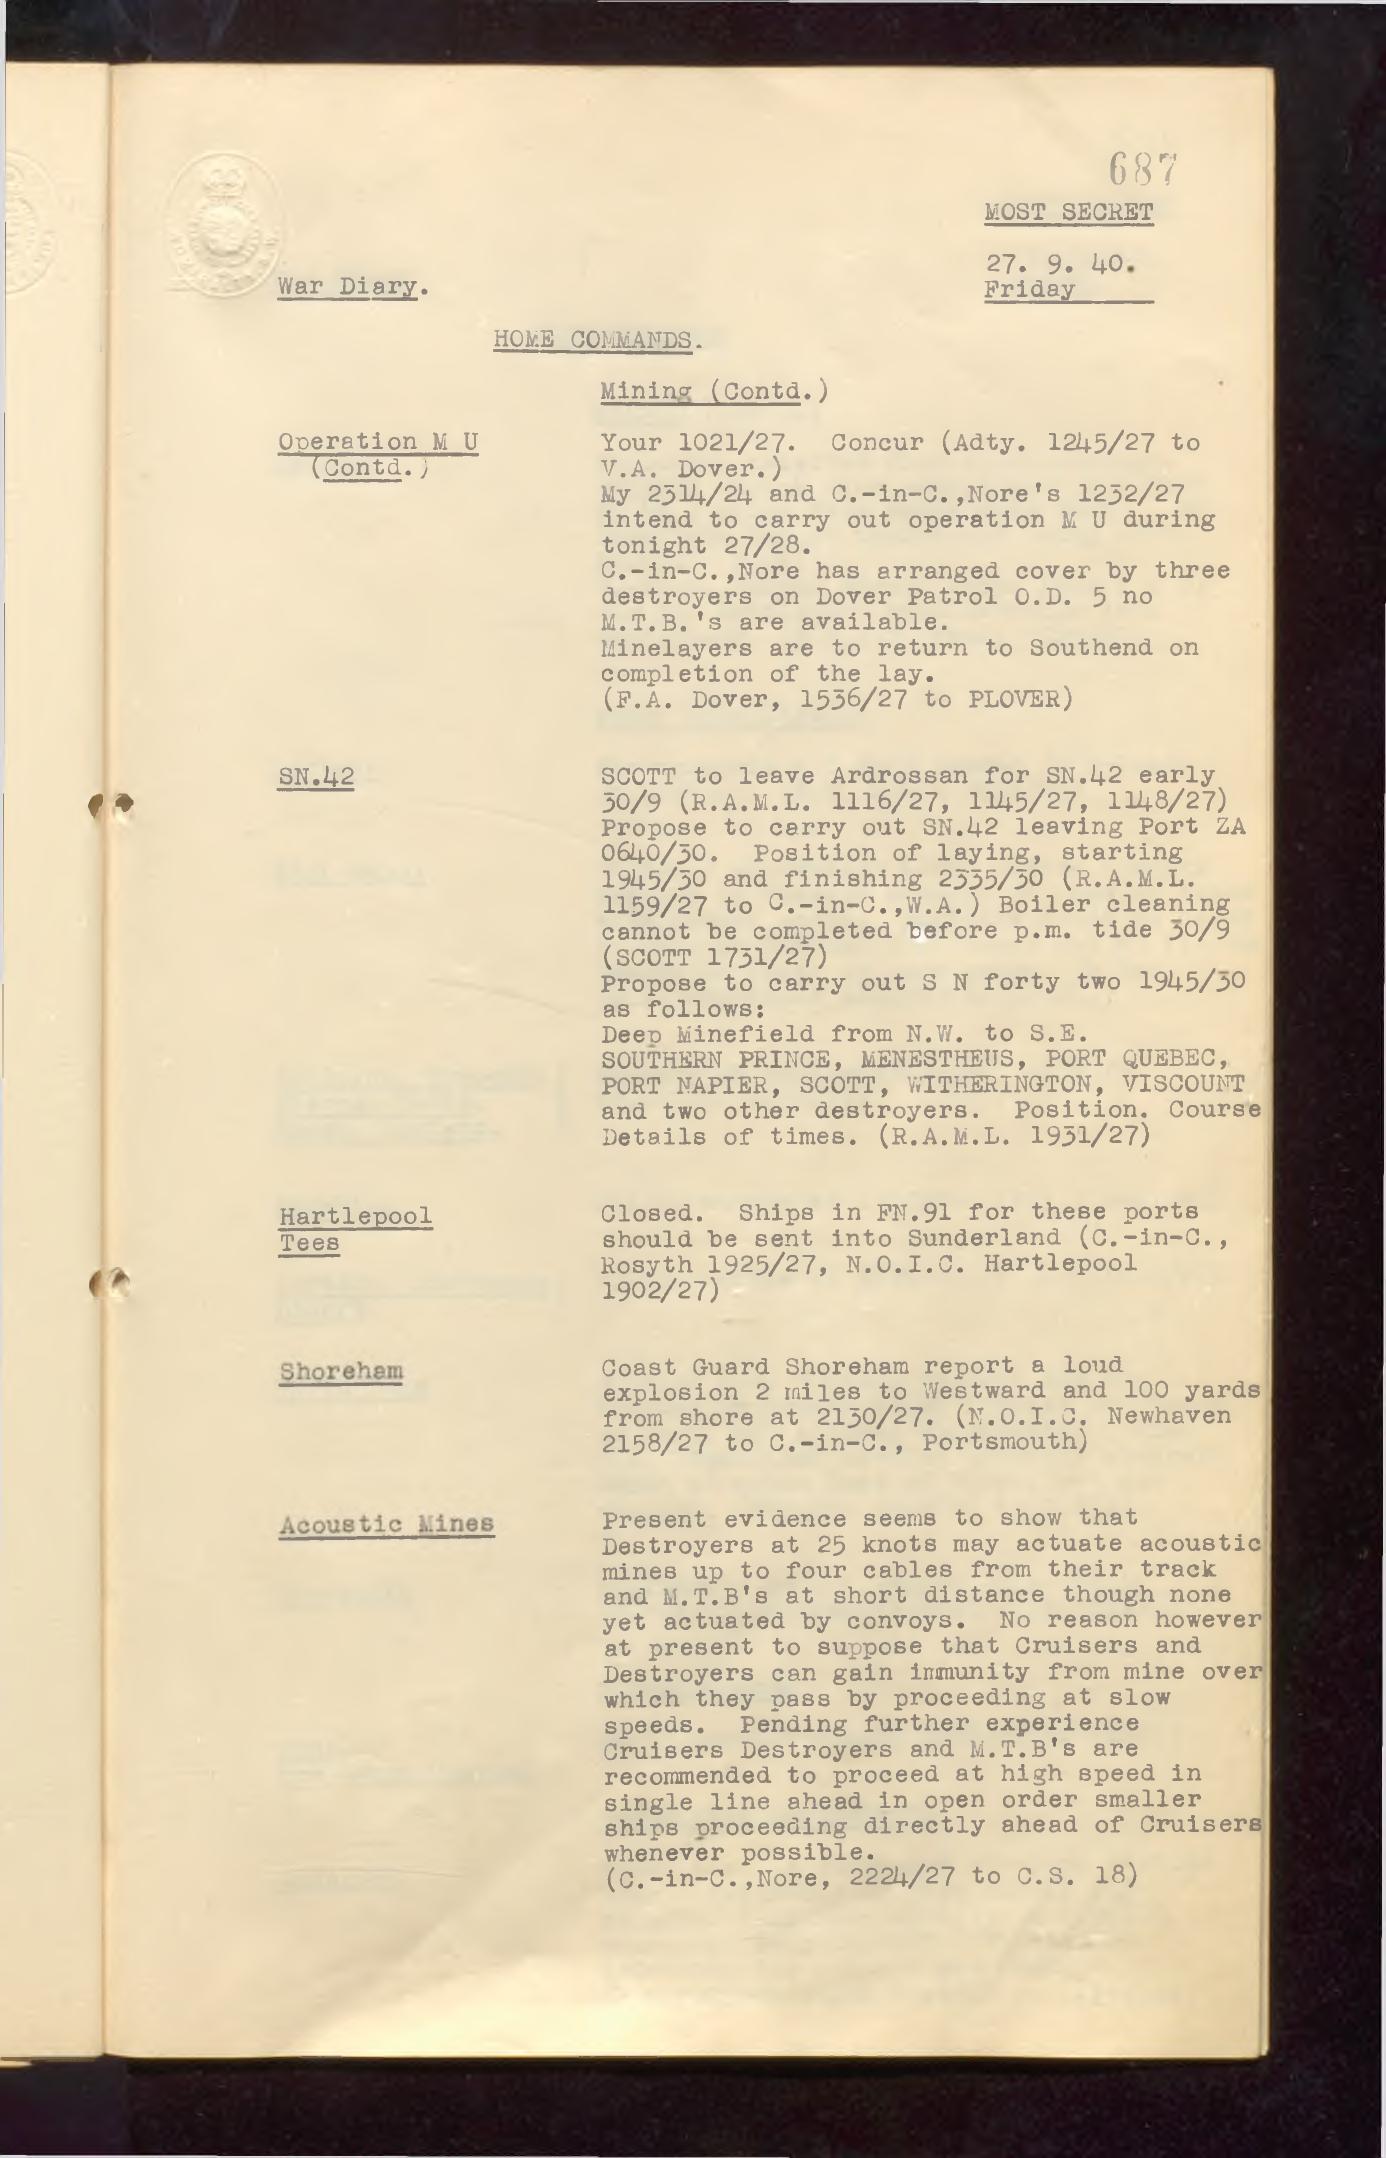 687
MOST SECRET
27. 9. 40.
Friday
War Diary.
HOME COMMANDS.
Mining (Contd.)
Operation M U
(Contd.)
Your 1021/27. Concur (Adty. 1245/27 to
V.A. Dover.)
My 2314/24 and C.-in-C.,Nore's 1232/27
intend to carry out operation M U during
tonight 27/28.
C.-in-C.,Nore has arranged cover by three
destroyers on Dover Patrol O.D. 5 no
M.T.B.'s are available.
Minelayers are to return to Southend on
completion of the lay.
(F.A. Dover, 1536/27 to PLOVER)
SN.42
SCOTT to leave Ardrossan for SN.42 early
30/9 (R.A.M.L. 1116/27, 1145/27, 1148/27)
Propose to carry out SN.42 leaving Port ZA
0640/30. Position of laying, starting
1945/30 and finishing 2335/30 (R.A.M.L.
1159/27 to C.-in-C.,W.A.) Boiler cleaning
cannot be completed before p.m. tide 30/9
(SCOTT 1731/27)
Propose to carry out S N forty two 1945/30
as follows:
Deep Minefield from N.W. to S.E.
SOUTHERN PRINCE, MENESTHEUS, PORT QUEBEC,
PORT NAPIER, SCOTT, WITHERINGTON, VISCOUNT
and two other destroyers. Position. Course
Details of times. (R.A.M.L. 1931/27)
Hartlepool
Tees
Closed. Ships in FN.91 for these ports
should be sent into Sunderland (C.-in-C.,
Rosyth 1925/27, N.O.I.C. Hartlepool
1902/27)
Shoreham
Coast Guard Shoreham report a loud
explosion 2 miles to Westward and 100 yards
from shore at 2130/27. (N.O.I.C. Newhaven
2158/27 to C.-in-C., Portsmouth)
Acoustic Mines
Present evidence seems to show that
Destroyers at 25 knots may actuate acoustic
mines up to four cables from their track
and M.T.B's at short distance though none
yet actuated by convoys. No reason however
at present to suppose that Cruisers and
Destroyers can gain immunity from mine over
which they pass by proceeding at slow
speeds. Pending further experience
Cruisers Destroyers and M.T.B's are
recommended to proceed at high speed in
single line ahead in open order smaller
ships proceeding directly ahead of Cruisers
whenever possible.
(C.-in-C.,Nore, 2224/27 to C.S. 18)